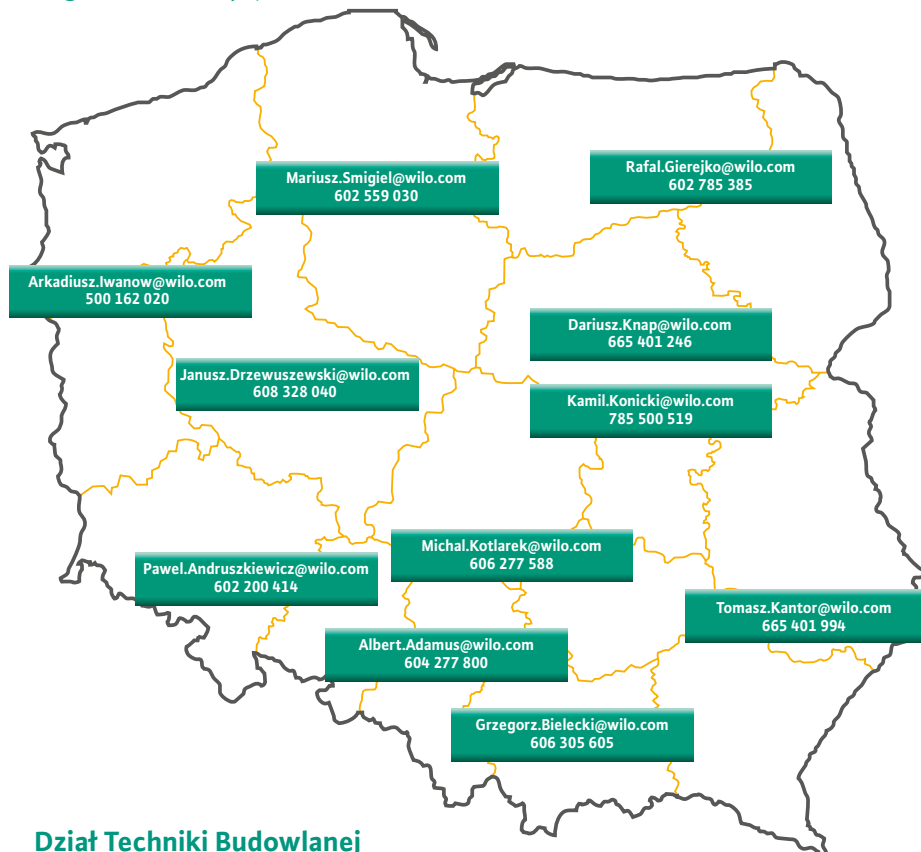 Mariusz.Smigiel@wilo.com
602 559 030
Rafal.Gierejko@wilo.com
602 785 385
Arkadiusz.Iwanow@wilo.com
500 162 020
Dariusz.Knap@wilo.com
665 401 246
Janusz.Drzewuszewski@wilo.com
608 328 040
Kamil.Konicki@wilo.com
785 500 519
Michal.Kotlarek@wilo.com
606 277 588
Pawel.Andruszkiewicz@wilo.com
602 200 414
Tomasz.Kantor@wilo.com
665 401 994
Albert.Adamus@wilo.com
604 277 800
Grzegorz.Bielecki@wilo.com
606 305 605
Dział Techniki Budowlanej